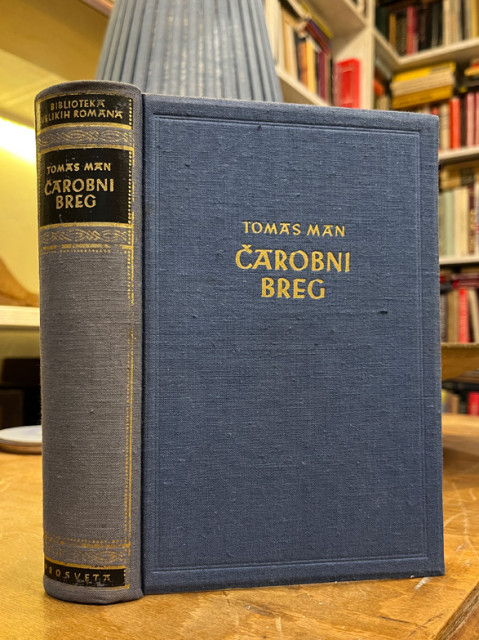 BIBLIOTEKA
VELIKIH ROMANA
TOMAS MAN
ČAROBNI
BREG
PROSVETA
TOMAS MAN
ČAROBNI
BREG